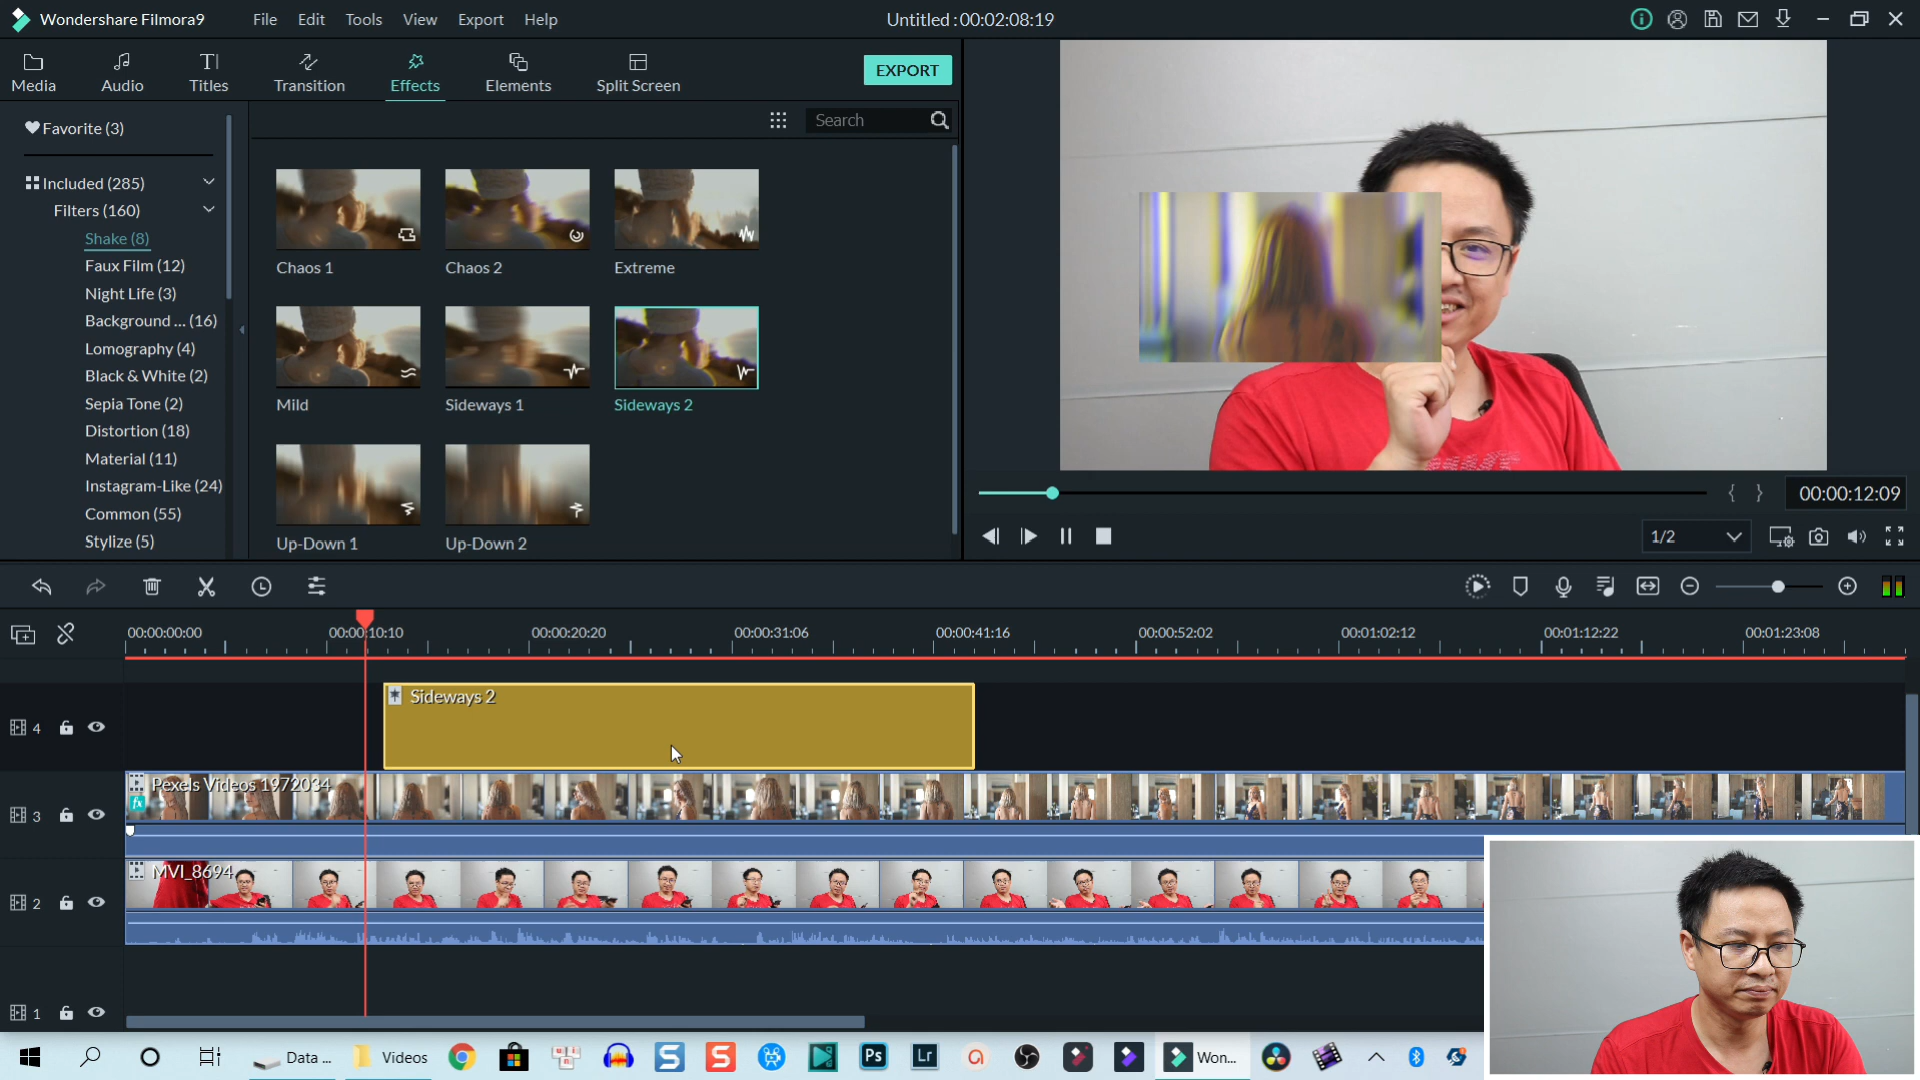 Wondershare Filmora9 File Edit Tools View Export Help Untitled : 00:02:08:19
Media Audio Titles Transition Effects Elements Split Screen EXPORT
Favorite (3)
Search
Included (285)
Filters (160)
Shake (8)
Faux Film (12)
Night Life (3)
Background ... (16)
Lomography (4)
Black & White (2)
Sepia Tone (2)
Distortion (18)
Material (11)
Instagram-Like (24)
Common (55)
Stylize (5)
Chaos 1 Chaos 2 Extreme
Mild Sideways 1 Sideways 2
Up-Down 1 Up-Down 2
{ } 00:00:12:09
1/2
00:00:00:00 00:00:10:10 00:00:20:20 00:00:31:06 00:00:41:16 00:00:52:02 00:01:02:12 00:01:12:22 00:01:23:08
Sideways 2
4
Pexels Videos 1972034
fx
3
MVI_8694
2
1
Data ... Videos S S Ps Lr Won...